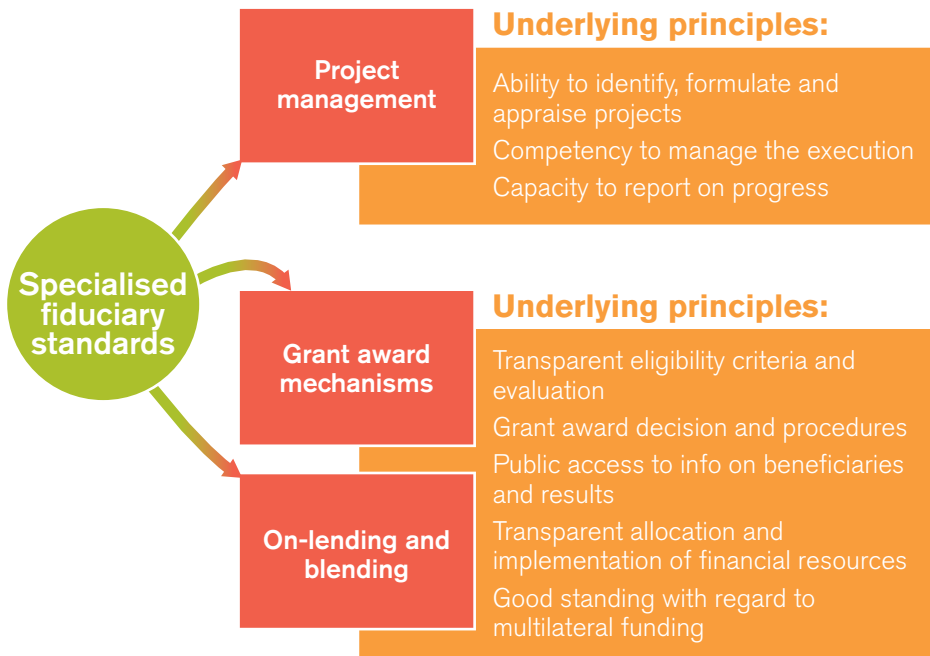 Specialised
fiduciary
standards
Project
management
Underlying principles:
Ability to identify, formulate and
appraise projects
Competency to manage the execution
Capacity to report on progress
Grant award
mechanisms
On-lending and
blending
Underlying principles:
Transparent eligibility criteria and
evaluation
Grant award decision and procedures
Public access to info on beneficiaries
and results
Transparent allocation and
implementation of financial resources
Good standing with regard to
multilateral funding